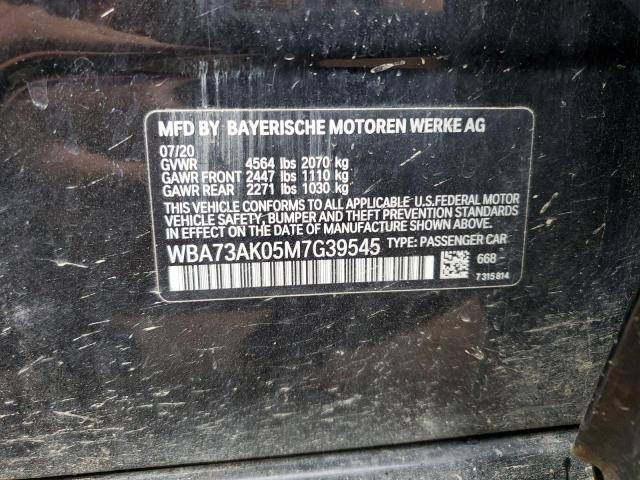 MFD BY BAYERISCHE MOTOREN WERKE AG
07/20
GVWR 4564 lbs 2070 kg
GAWR FRONT 2447 lbs 1110 kg
GAWR REAR 2271 lbs 1030 kg
THIS VEHICLE CONFORMS TO ALL APPLICABLE U.S.FEDERAL MOTOR
VEHICLE SAFETY, BUMPER AND THEFT PREVENTION STANDARDS
IN EFFECT ON THE DATE OF MANUFACTURE SHOWN ABOVE.
WBA73AK05M7G39545 TYPE: PASSENGER CAR
668
7315814